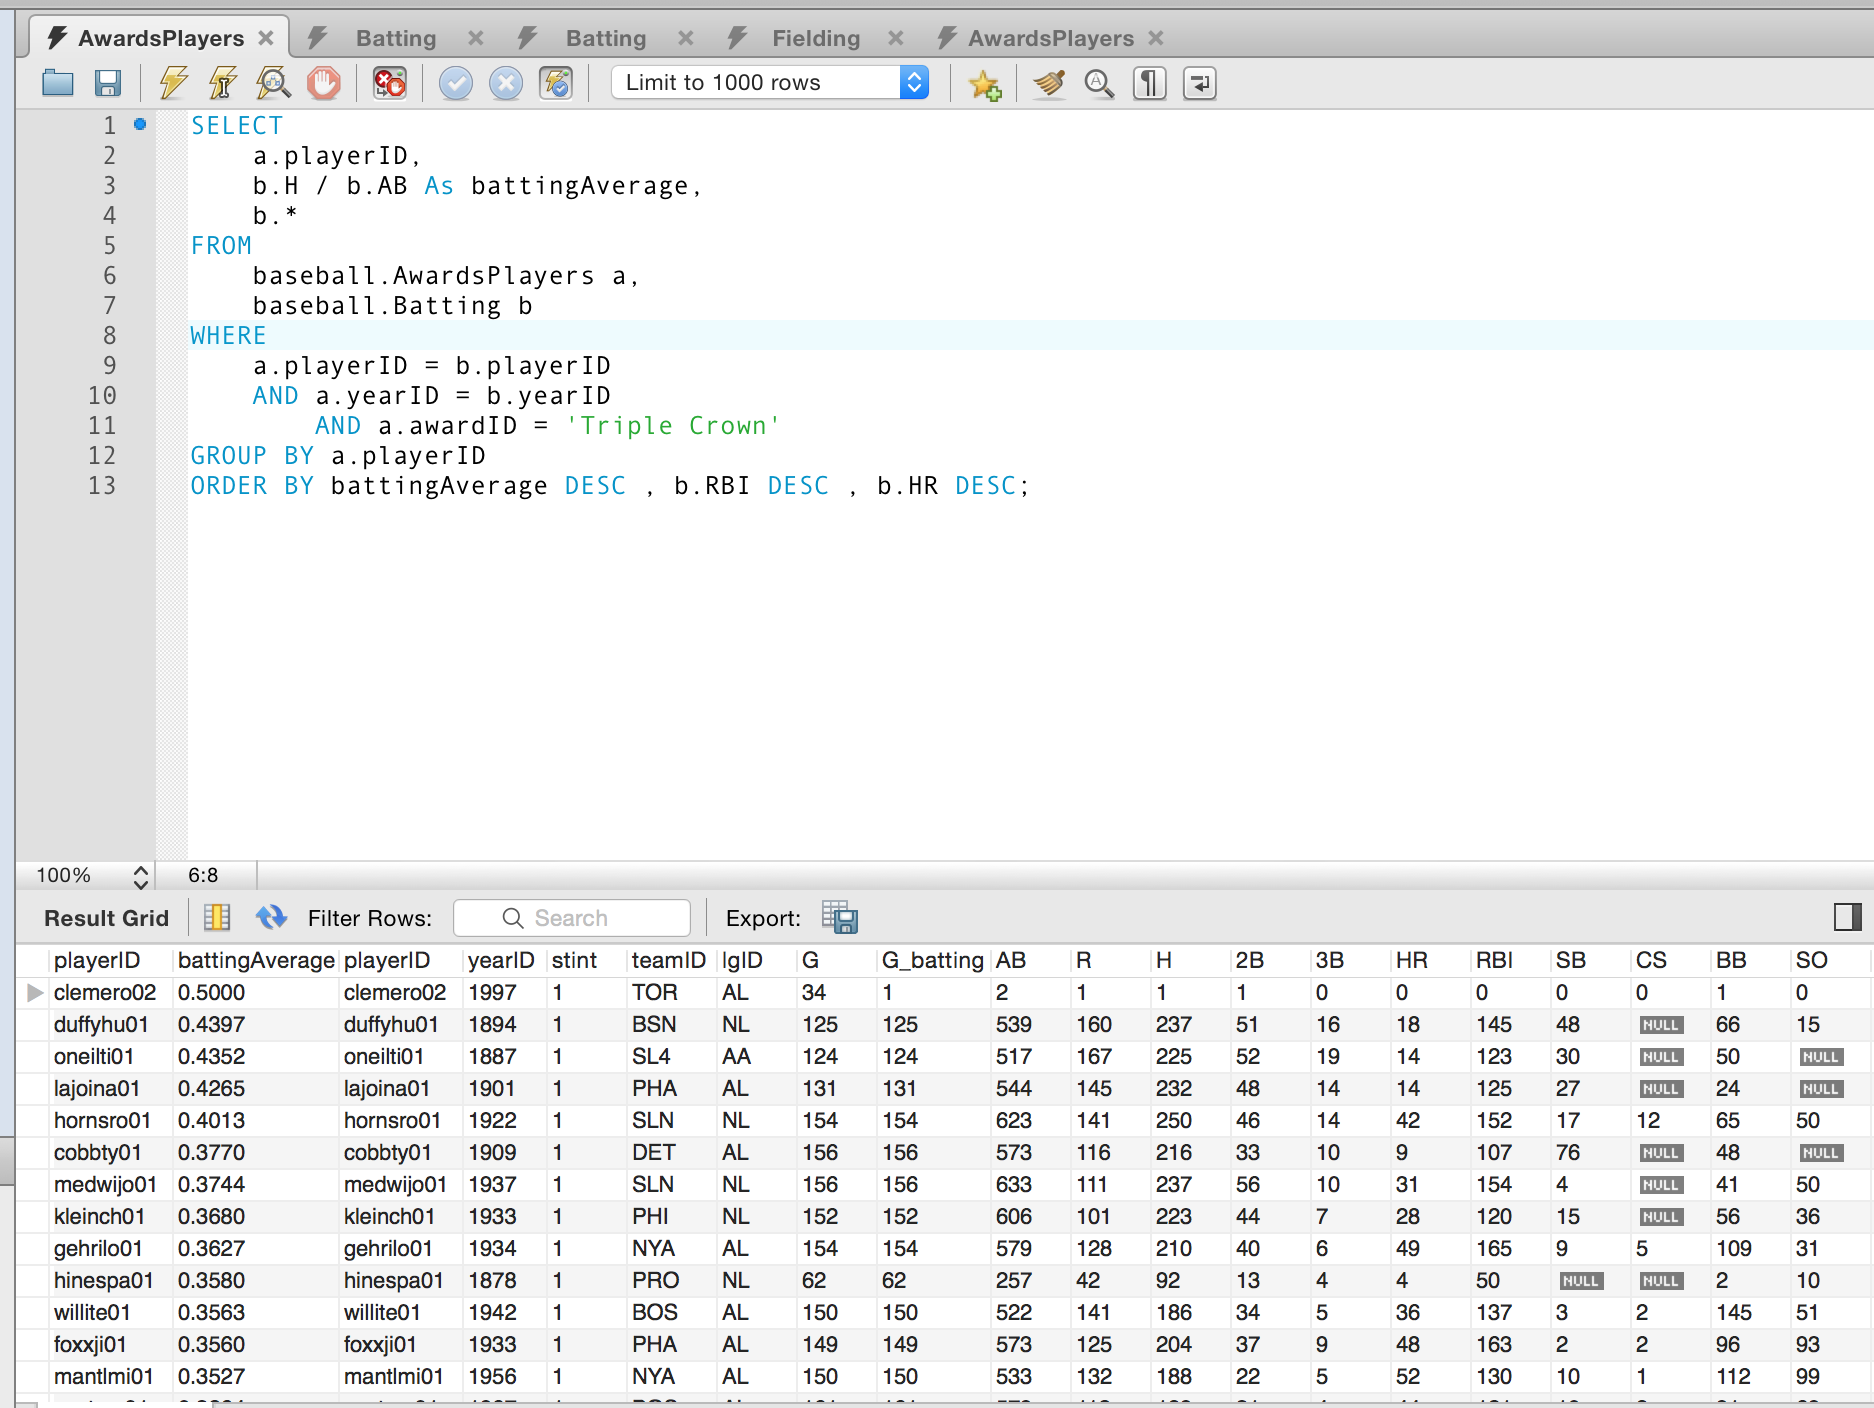 AwardsPlayers Batting Batting Fielding AwardsPlayers
Limit to 1000 rows
1 SELECT
2 a.playerID,
3 b.H / b.AB As battingAverage,
4 b.*
5 FROM
6 baseball.AwardsPlayers a,
7 baseball.Batting b
8 WHERE
9 a.playerID = b.playerID
10 AND a.yearID = b.yearID
11 AND a.awardID = 'Triple Crown'
12 GROUP BY a.playerID
13 ORDER BY battingAverage DESC , b.RBI DESC , b.HR DESC;
100% 6:8
Result Grid Filter Rows: Search Export:
playerID battingAverage playerID yearID stint teamID lgID G G_batting AB R H 2B 3B HR RBI SB CS BB SO
clemero02 0.5000 clemero02 1997 1 TOR AL 34 1 2 1 1 1 0 0 0 0 0 1 0
duffyhu01 0.4397 duffyhu01 1894 1 BSN NL 125 125 539 160 237 51 16 18 145 48 NULL 66 15
oneilti01 0.4352 oneilti01 1887 1 SL4 AA 124 124 517 167 225 52 19 14 123 30 NULL 50 NULL
lajoina01 0.4265 lajoina01 1901 1 PHA AL 131 131 544 145 232 48 14 14 125 27 NULL 24 NULL
hornsro01 0.4013 hornsro01 1922 1 SLN NL 154 154 623 141 250 46 14 42 152 17 12 65 50
cobbty01 0.3770 cobbty01 1909 1 DET AL 156 156 573 116 216 33 10 9 107 76 NULL 48 NULL
medwijo01 0.3744 medwijo01 1937 1 SLN NL 156 156 633 111 237 56 10 31 154 4 NULL 41 50
kleinch01 0.3680 kleinch01 1933 1 PHI NL 152 152 606 101 223 44 7 28 120 15 NULL 56 36
gehrilo01 0.3627 gehrilo01 1934 1 NYA AL 154 154 579 128 210 40 6 49 165 9 5 109 31
hinespa01 0.3580 hinespa01 1878 1 PRO NL 62 62 257 42 92 13 4 4 50 NULL NULL 2 10
willite01 0.3563 willite01 1942 1 BOS AL 150 150 522 141 186 34 5 36 137 3 2 145 51
foxxji01 0.3560 foxxji01 1933 1 PHA AL 149 149 573 125 204 37 9 48 163 2 2 96 93
mantlmi01 0.3527 mantlmi01 1956 1 NYA AL 150 150 533 132 188 22 5 52 130 10 1 112 99